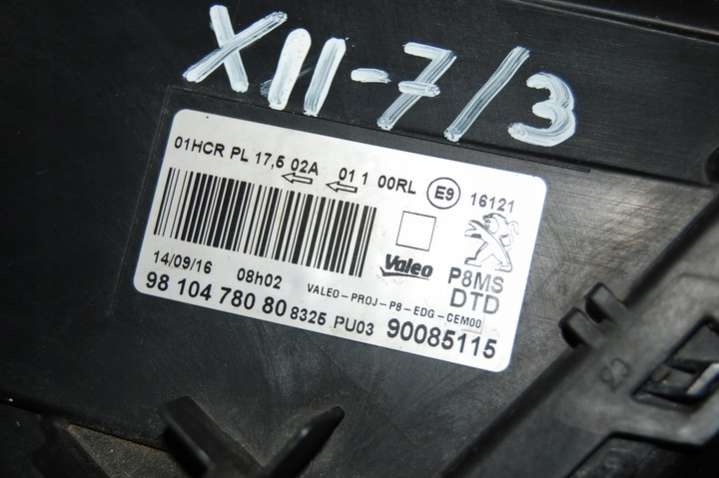 XII-7/3
01HCR PL 17,5 02A 01 1 00RL E9 16121
Valeo P8MS
DTD
14/09/16 08h02 VALEO-PROJ-P8-EDG-CEM00
98 104 780 80 8325 PU03 90085115